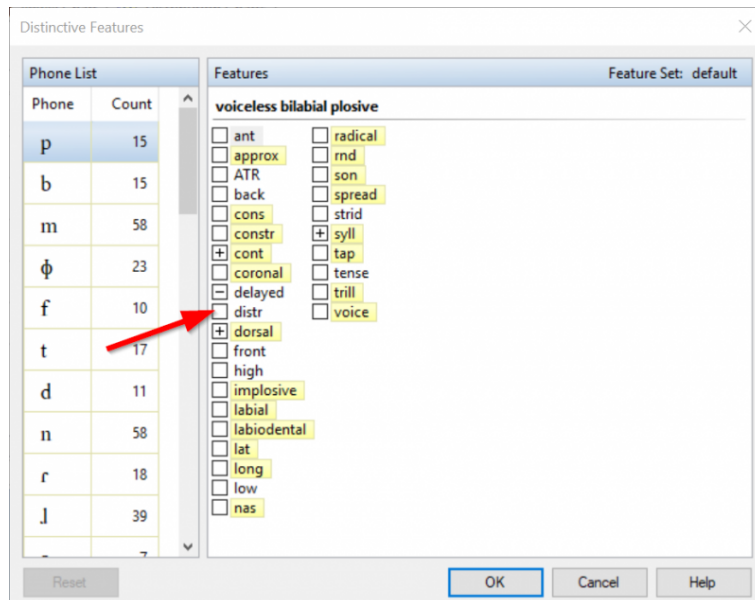 Distinctive Features
Phone List
Phone Count
p 15
b 15
m 58
ɸ 23
f 10
t 17
d 11
n 58
ɾ 18
39
7
Reset
Features Feature Set: default
voiceless bilabial plosive
ant
approx
ATR
back
cons
constr
+ cont
coronal
− delayed
distr
+ dorsal
front
high
implosive
labial
labiodental
lat
long
low
nas
radical
rnd
son
spread
strid
+ syll
tap
tense
trill
voice
OK Cancel Help